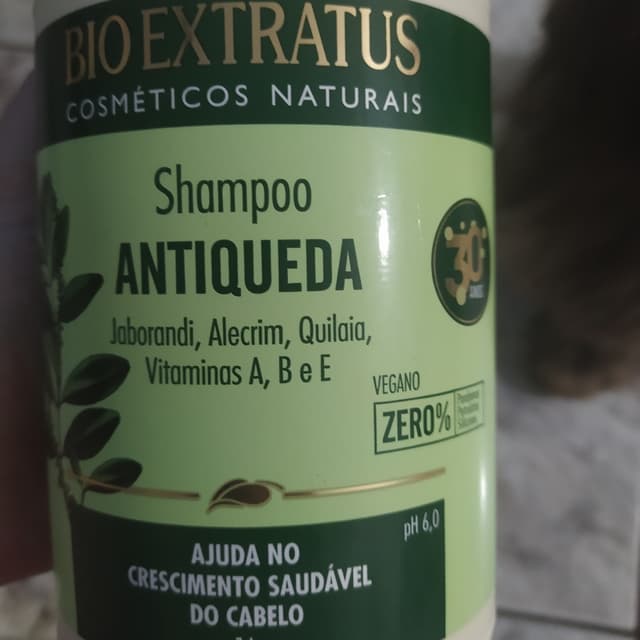 BIO EXTRATUS
COSMÉTICOS NATURAIS
Shampoo
ANTIQUEDA
Jaborandi, Alecrim, Quilaia,
Vitaminas A, B e E
30
VEGANO
ZERO%
pH 6,0
AJUDA NO
CRESCIMENTO SAUDÁVEL
DO CABELO